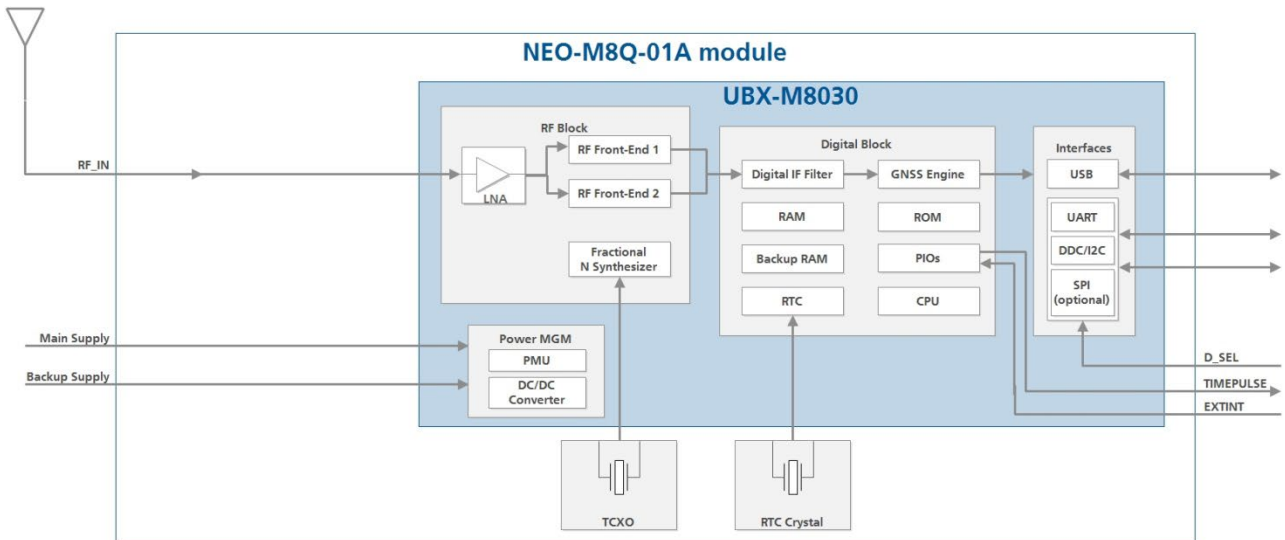 NEO-M8Q-01A module
UBX-M8030
RF Block
RF Front-End 1
RF Front-End 2
LNA
Fractional
N Synthesizer
Digital Block
Digital IF Filter
GNSS Engine
RAM
ROM
Backup RAM
PIOs
RTC
CPU
Interfaces
USB
UART
DDC/I2C
SPI
(optional)
RF_IN
Main Supply
Backup Supply
Power MGM
PMU
DC/DC
Converter
D_SEL
TIMEPULSE
EXTINT
TCXO
RTC Crystal